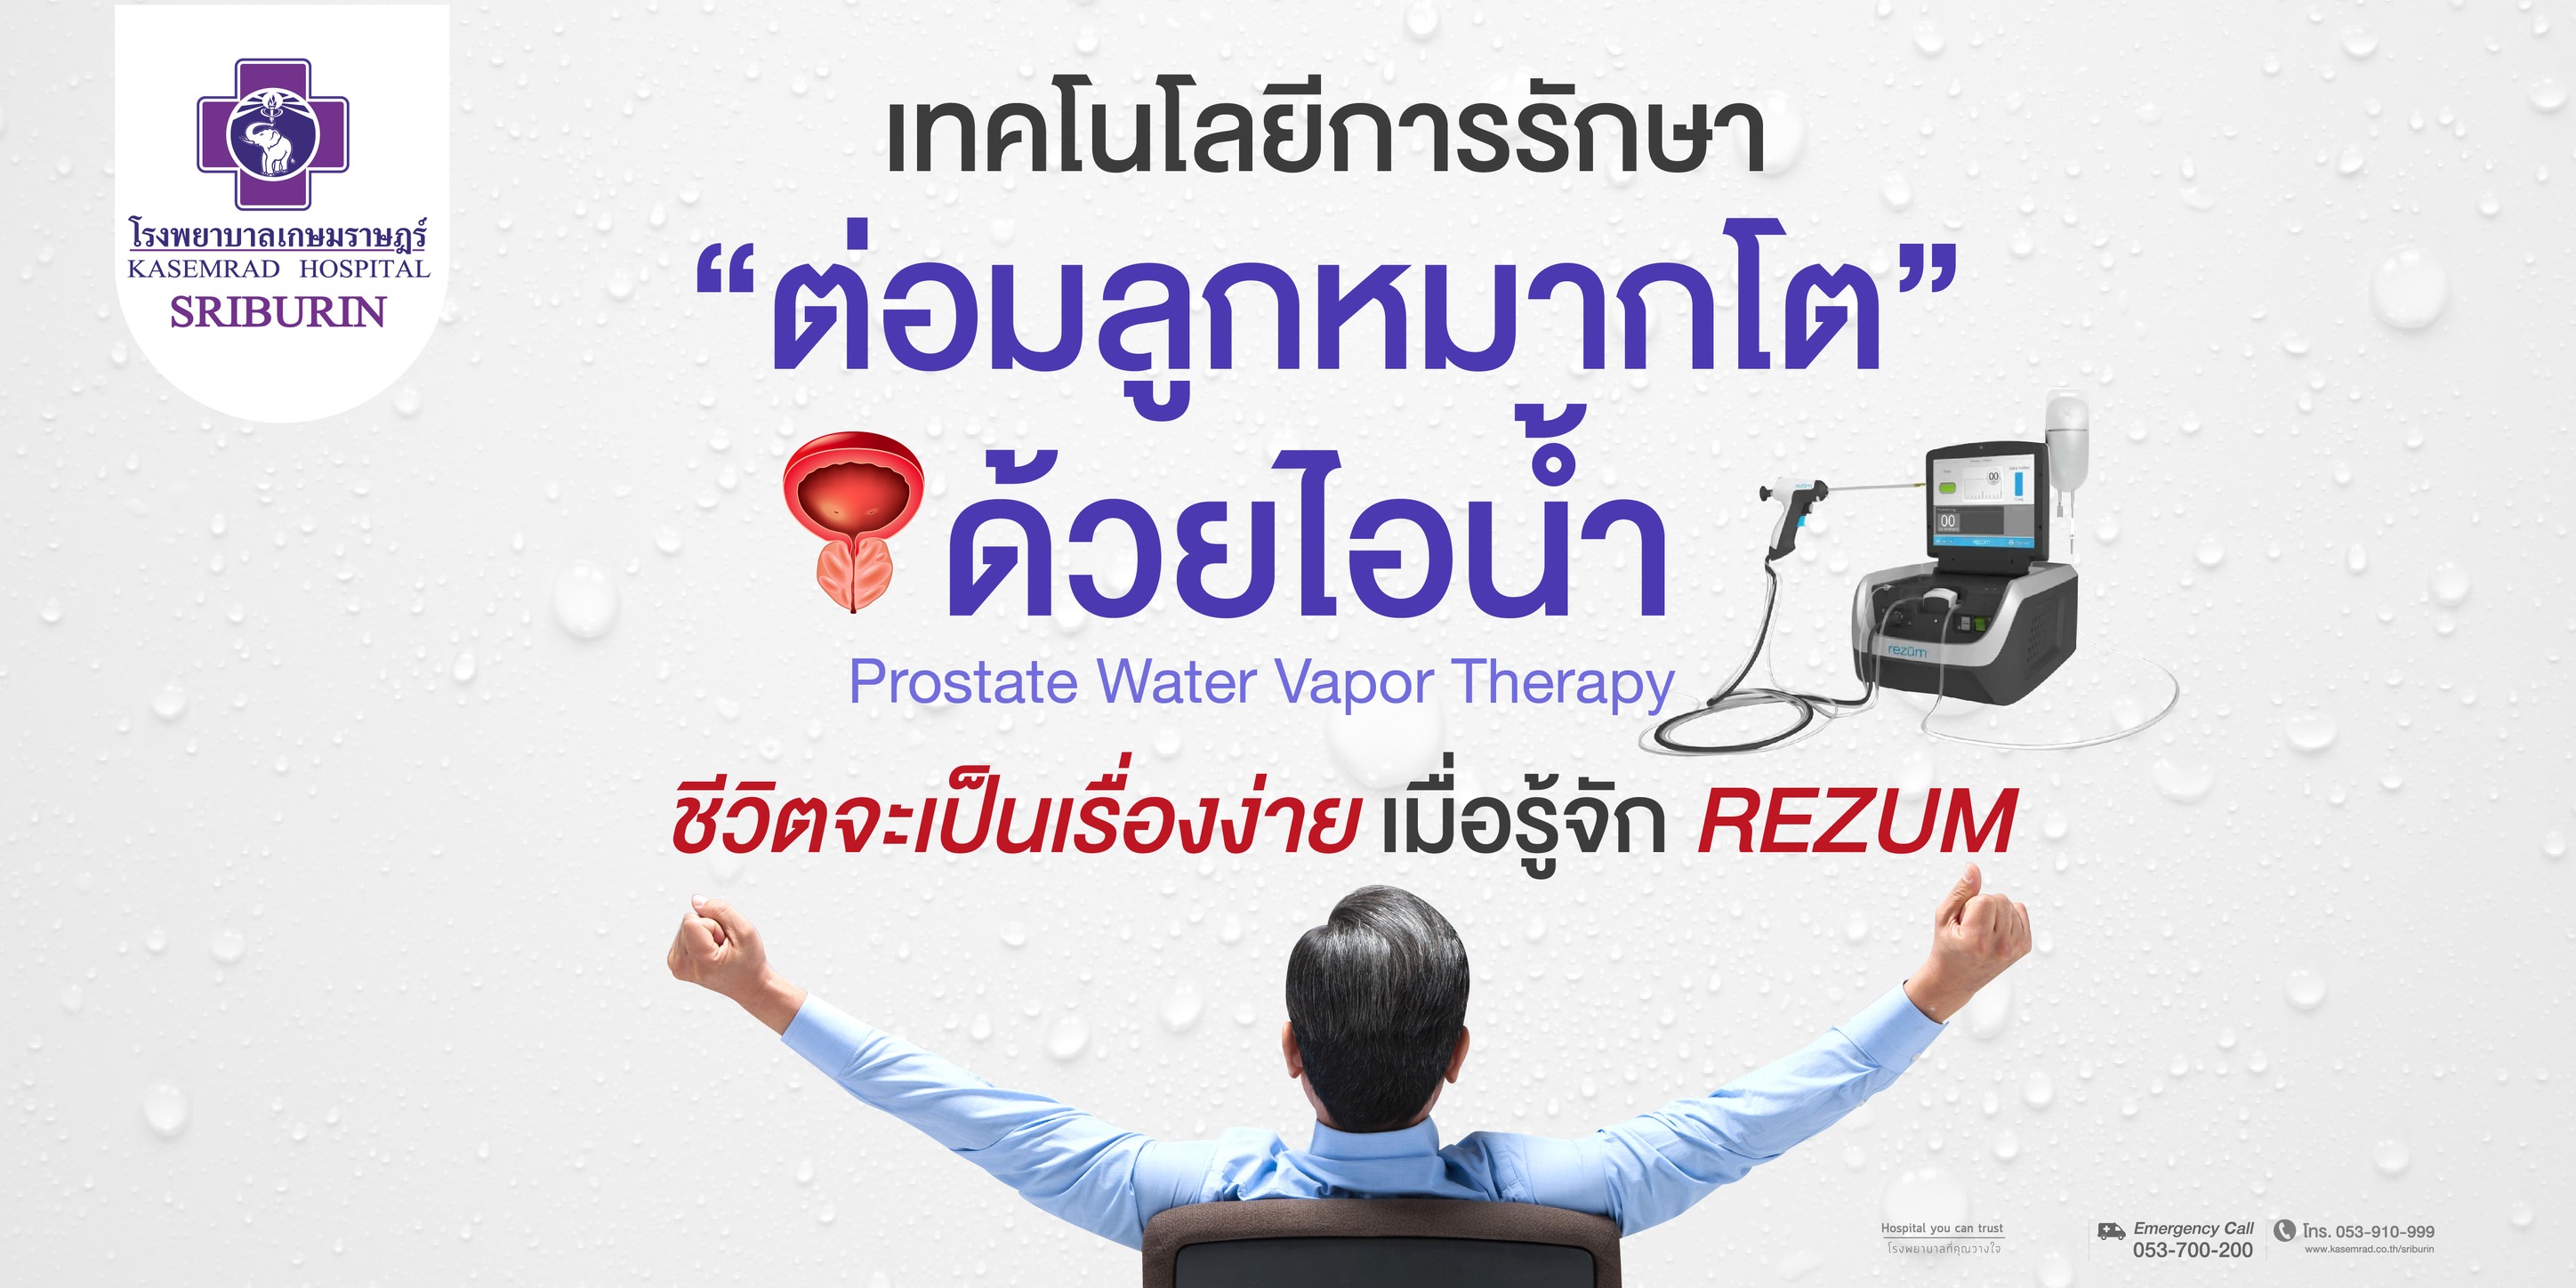 โรงพยาบาลเกษมราษฎร์
KASEMRAD HOSPITAL
SRIBURIN
เทคโนโลยีการรักษา
“ต่อมลูกหมากโต”
ด้วยไอน้ำ
Prostate Water Vapor Therapy
rezūm
00
00
ชีวิตจะเป็นเรื่องง่าย เมื่อรู้จัก REZUM
Hospital you can trust
โรงพยาบาลที่คุณวางใจ
Emergency Call
053-700-200
โทร. 053-910-999
www.kasemrad.co.th/sriburin